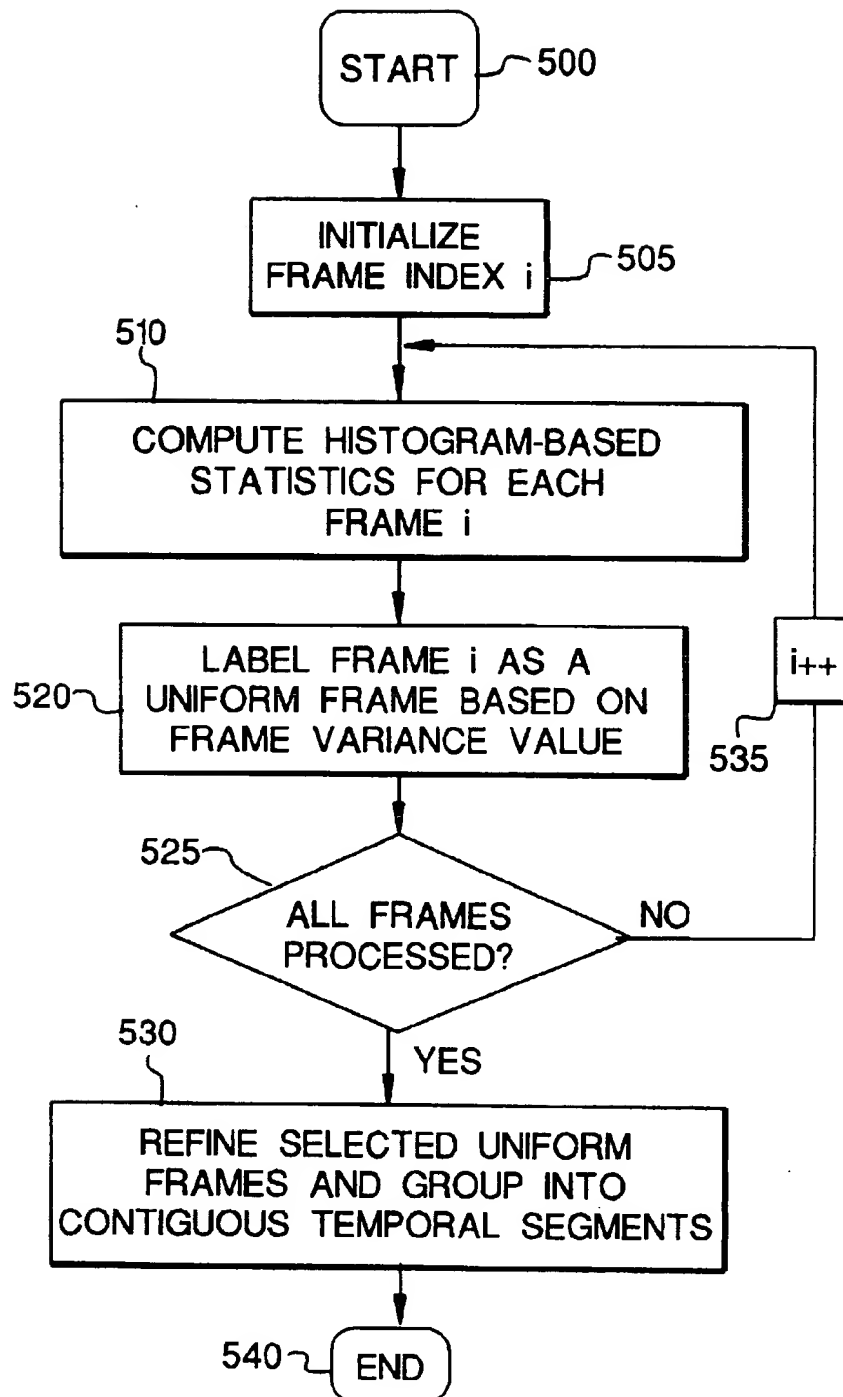 START
500
INITIALIZE
FRAME INDEX i
505
510
COMPUTE HISTOGRAM-BASED
STATISTICS FOR EACH
FRAME i
LABEL FRAME i AS A
UNIFORM FRAME BASED ON
FRAME VARIANCE VALUE
520
i++
535
525
ALL FRAMES
PROCESSED?
NO
YES
530
REFINE SELECTED UNIFORM
FRAMES AND GROUP INTO
CONTIGUOUS TEMPORAL SEGMENTS
540
END